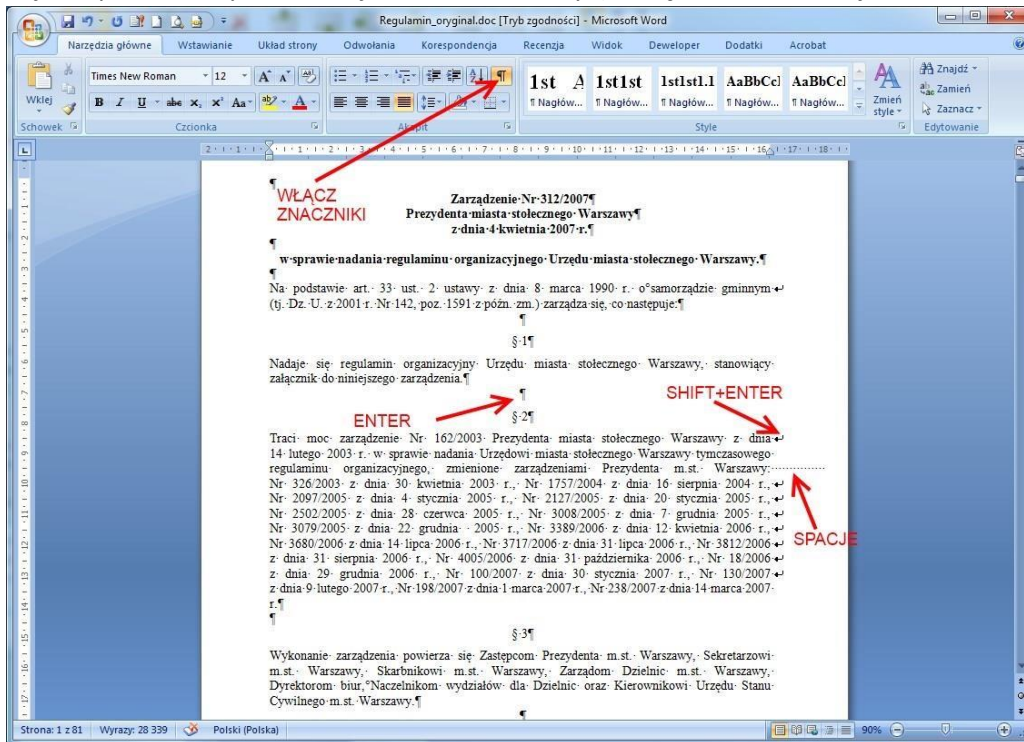 Regulamin_oryginal.doc [Tryb zgodności] - Microsoft Word
Narzędzia główne Wstawianie Układ strony Odwołania Korespondencja Recenzja Widok Deweloper Dodatki Acrobat
Wklej
Times New Roman 12
1st A 1st1st 1st1st1.1 AaBbCcl AaBbCcl
¶ Nagłów... ¶ Nagłów... ¶ Nagłów... ¶ Nagłów... ¶ Nagłów...
Zmień style
Znajdź
Zamień
Zaznacz
Schowek Czcionka Akapit Style Edytowanie
¶
WŁĄCZ
ZNACZNIKI
Zarządzenie·Nr·312/2007¶
Prezydenta·miasta·stołecznego·Warszawy¶
z·dnia·4·kwietnia·2007·r.¶
¶
w·sprawie·nadania·regulaminu·organizacyjnego·Urzędu·miasta·stołecznego·Warszawy.¶
¶
Na· podstawie· art.· 33· ust.· 2· ustawy· z· dnia· 8· marca· 1990· r.· o°samorządzie· gminnym·↵
(tj.·Dz.·U.·z·2001·r.·Nr·142,·poz.·1591·z·późn.·zm.)·zarządza·się,·co·następuje:¶
¶
§·1¶
Nadaje· się· regulamin· organizacyjny· Urzędu· miasta· stołecznego· Warszawy,· stanowiący·
załącznik·do·niniejszego·zarządzenia.¶
¶
SHIFT+ENTER
ENTER
§·2¶
Traci· moc· zarządzenie· Nr· 162/2003· Prezydenta· miasta· stołecznego· Warszawy· z· dnia·↵
14· lutego· 2003· r.· w· sprawie· nadania· Urzędowi· miasta· stołecznego· Warszawy· tymczasowego·
regulaminu· organizacyjnego,· zmienione· zarządzeniami· Prezydenta· m.st.· Warszawy:···············
Nr· 326/2003· z· dnia· 30· kwietnia· 2003· r.,· Nr· 1757/2004· z· dnia· 16· sierpnia· 2004· r.,·↵
Nr· 2097/2005· z· dnia· 4· stycznia· 2005· r.,· Nr· 2127/2005· z· dnia· 20· stycznia· 2005· r.,·↵
Nr· 2502/2005· z· dnia· 28· czerwca· 2005· r.,· Nr· 3008/2005· z· dnia· 7· grudnia· 2005· r.,·↵
Nr· 3079/2005· z· dnia· 22· grudnia· · 2005· r.,· Nr· 3389/2006· z· dnia· 12· kwietnia· 2006· r.,·↵
Nr·3680/2006· z· dnia· 14· lipca· 2006· r.,· Nr·3717/2006· z· dnia· 31· lipca· 2006· r.,· Nr·3812/2006·↵
SPACJE
z· dnia· 31· sierpnia· 2006· r.,· Nr· 4005/2006· z· dnia· 31· października· 2006· r.,· Nr· 18/2006·↵
z· dnia· 29· grudnia· 2006· r.,· Nr· 100/2007· z· dnia· 30· stycznia· 2007· r.,· Nr· 130/2007·↵
z·dnia·9·lutego·2007·r.,·Nr·198/2007·z·dnia·1·marca·2007·r.,·Nr·238/2007·z·dnia·14·marca·2007·
r.¶
¶
§·3¶
Wykonanie· zarządzenia· powierza· się· Zastępcom· Prezydenta· m.st.· Warszawy,· Sekretarzowi·
m.st.· Warszawy,· Skarbnikowi· m.st.· Warszawy,· Zarządom· Dzielnic· m.st.· Warszawy,·
Dyrektorom· biur,°Naczelnikom· wydziałów· dla· Dzielnic· oraz· Kierownikowi· Urzędu· Stanu·
Cywilnego·m.st.·Warszawy.¶
¶
Strona: 1 z 81 Wyrazy: 28 339 Polski (Polska) 90%